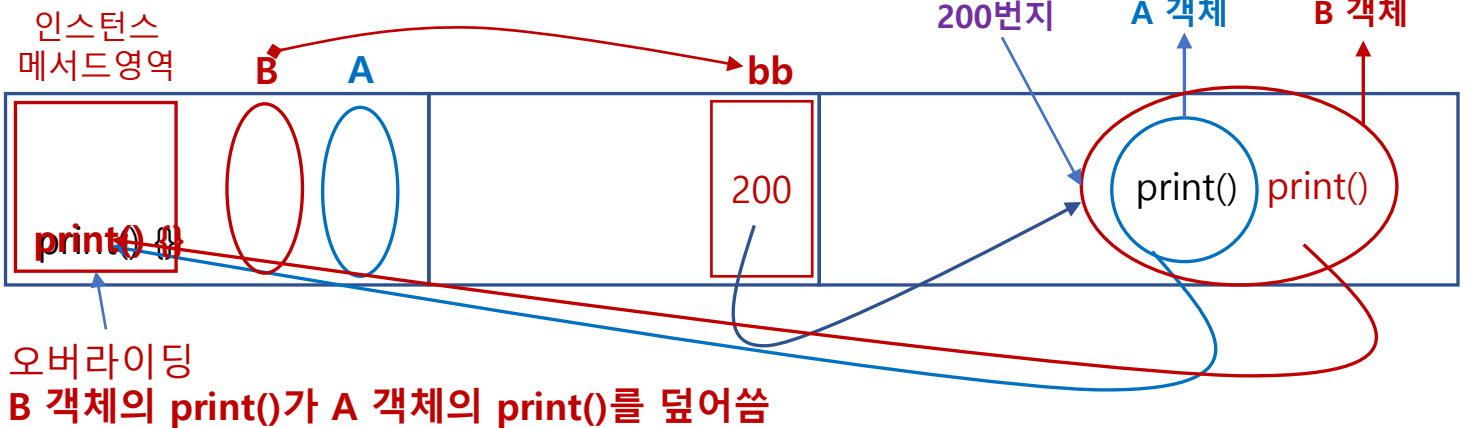 인스턴스
메서드영역
B
A
bb
200번지
A 객체
B 객체
200
print()
print()
print() {}
오버라이딩
B 객체의 print()가 A 객체의 print()를 덮어씀